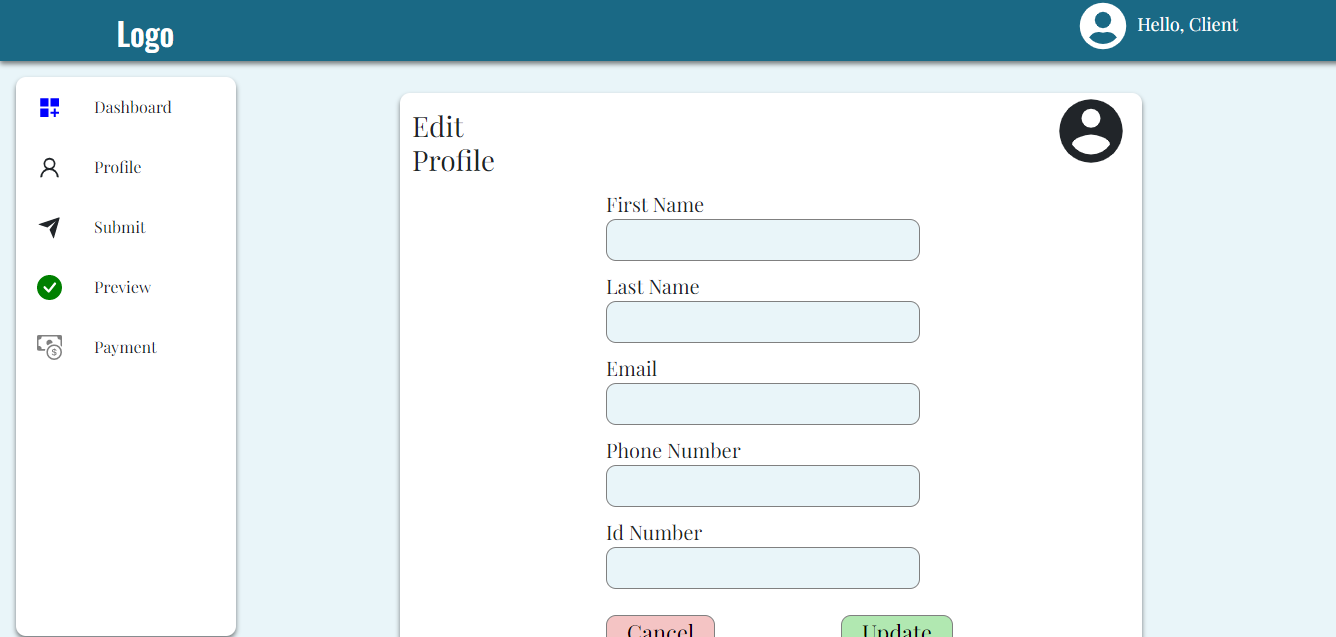 Logo
Hello, Client
Dashboard
Profile
Submit
Preview
Payment
Edit
Profile
First Name
Last Name
Email
Phone Number
Id Number
Cancel
Update